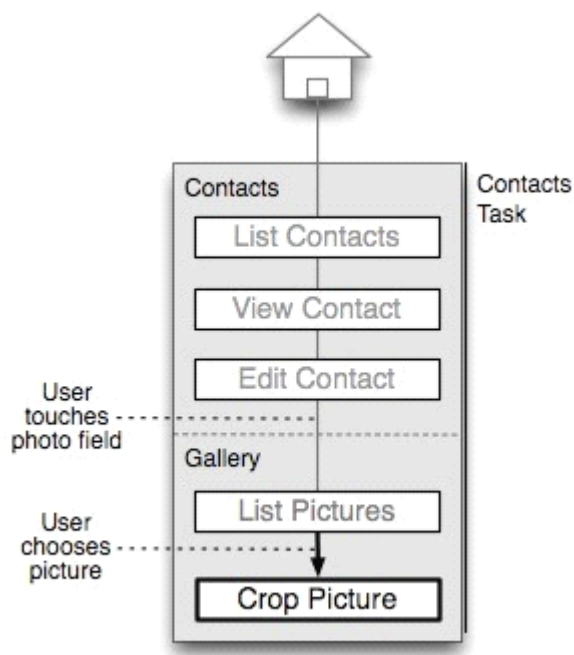 Contacts
Contacts
Task
List Contacts
View Contact
Edit Contact
User
touches
photo field
Gallery
List Pictures
User
chooses
picture
Crop Picture